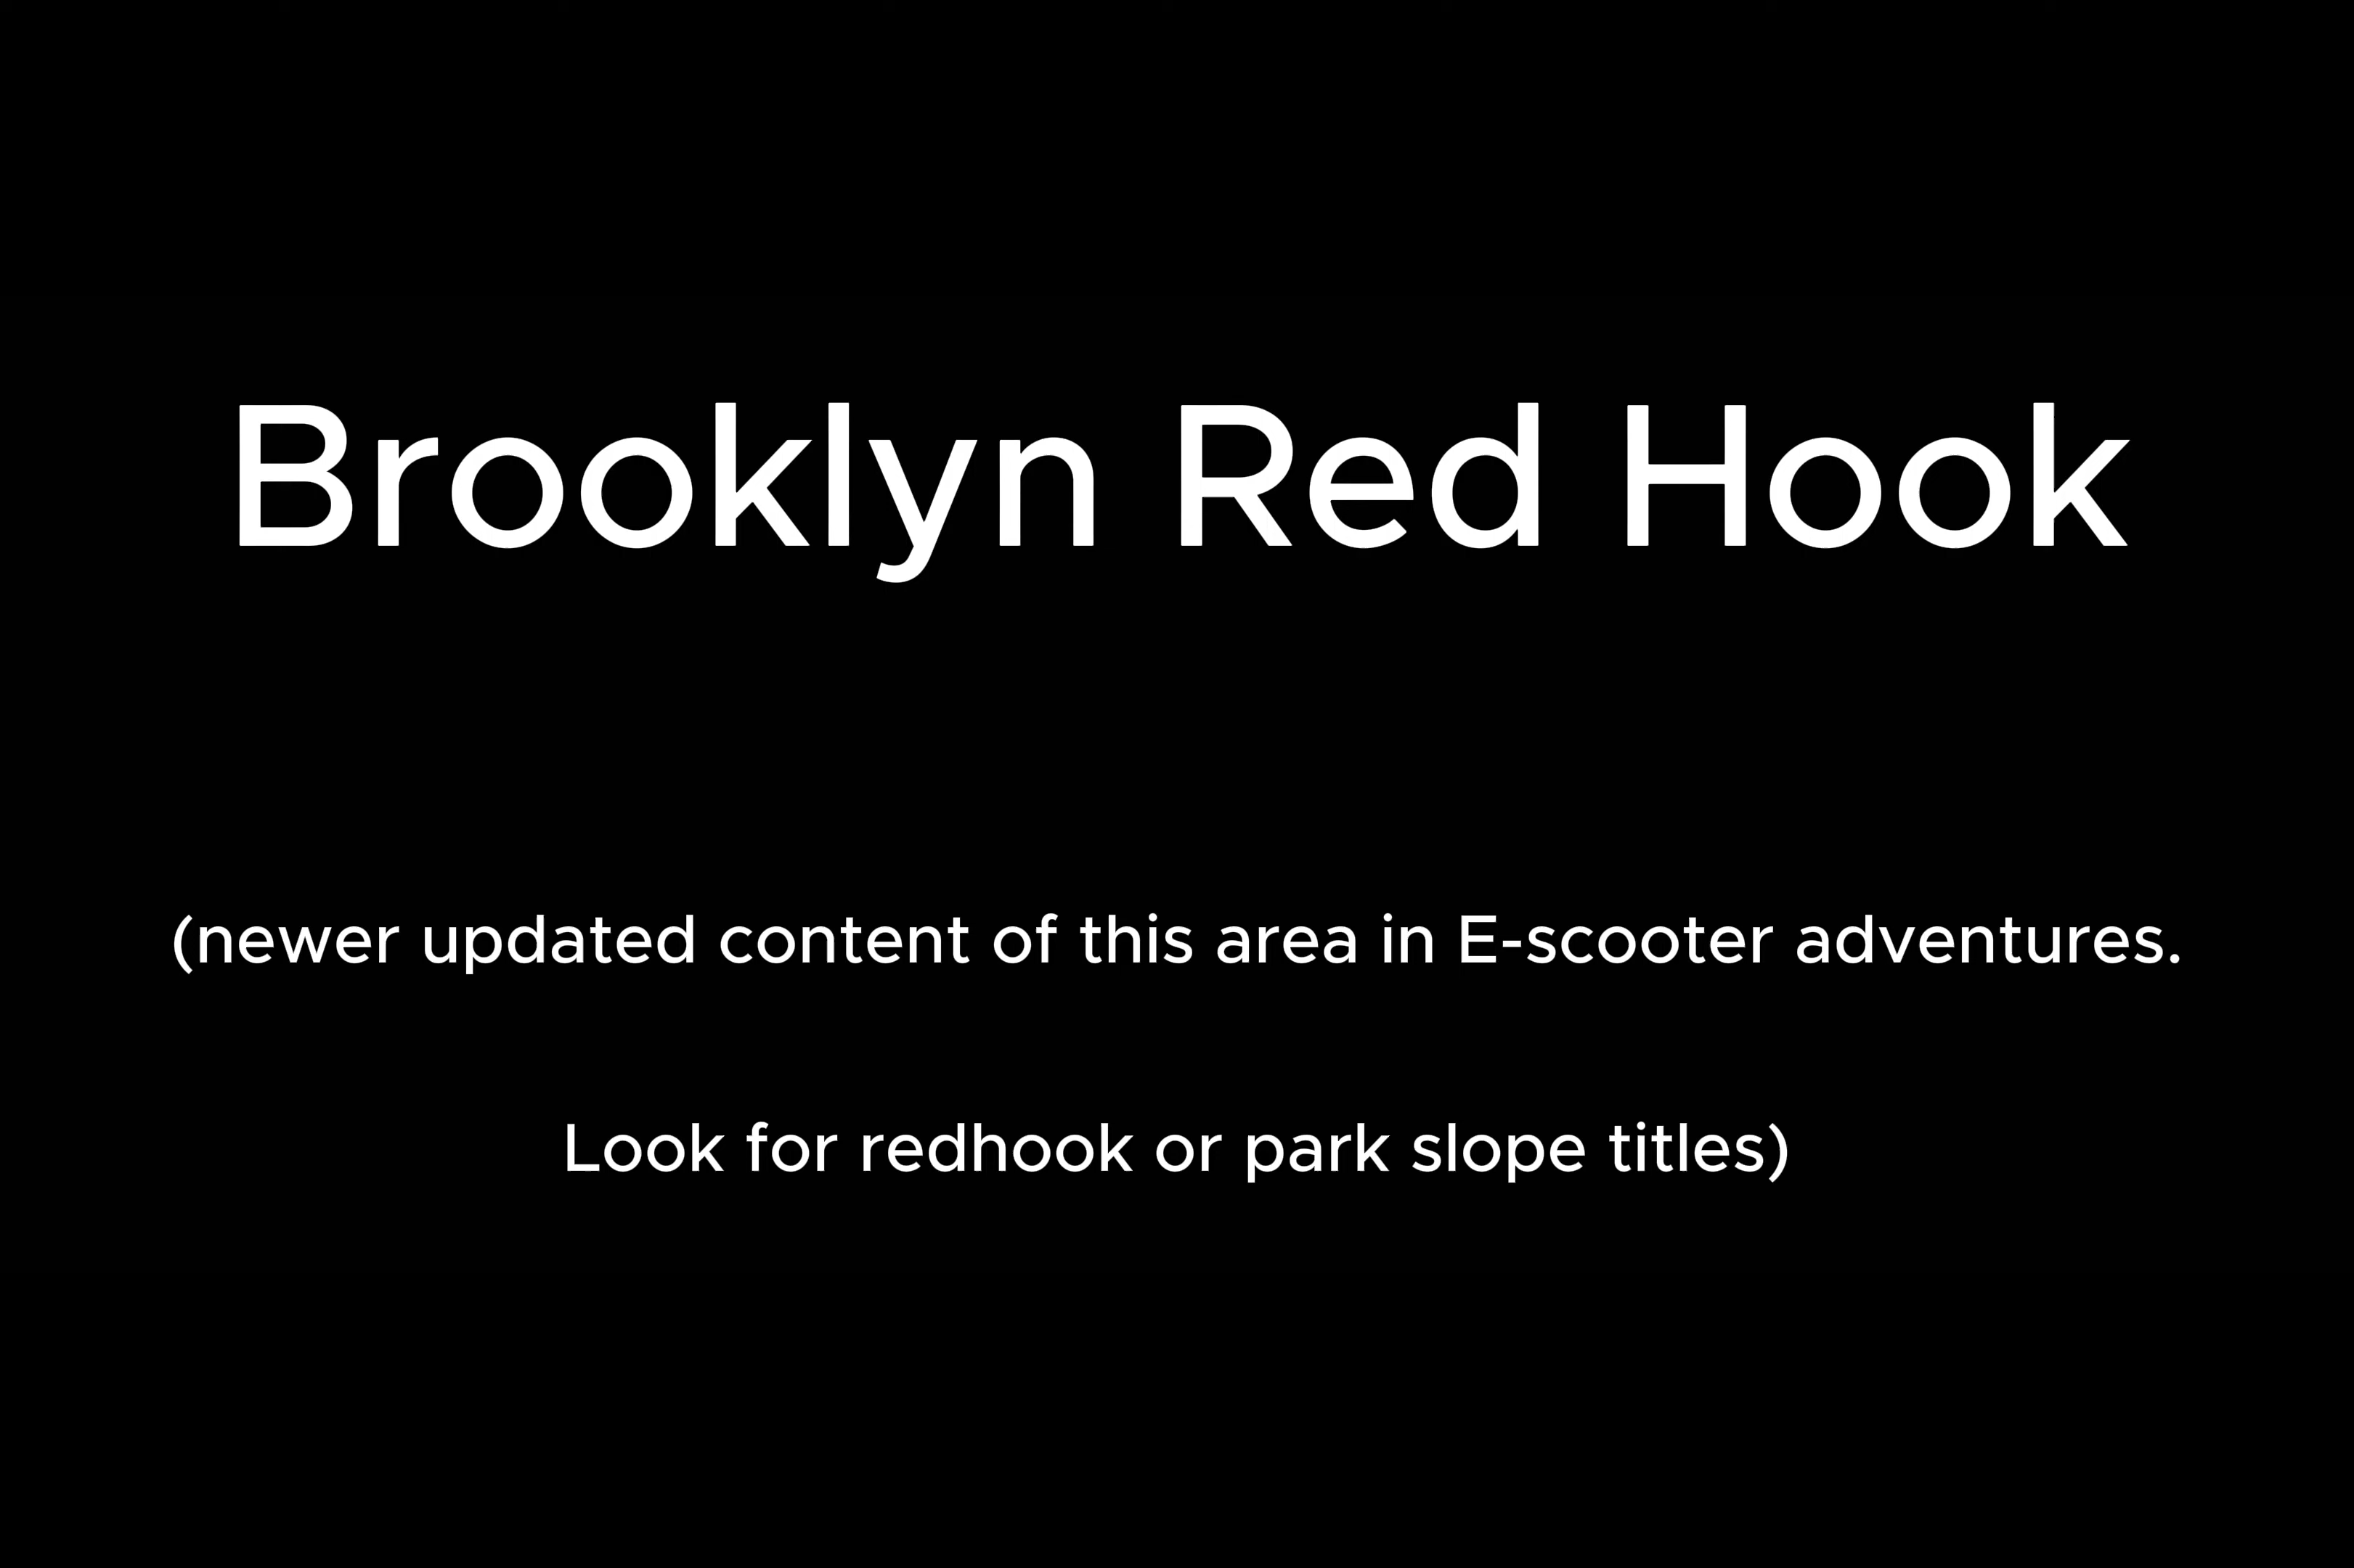 Brooklyn Red Hook
(newer updated content of this area in E-scooter adventures.
Look for redhook or park slope titles)